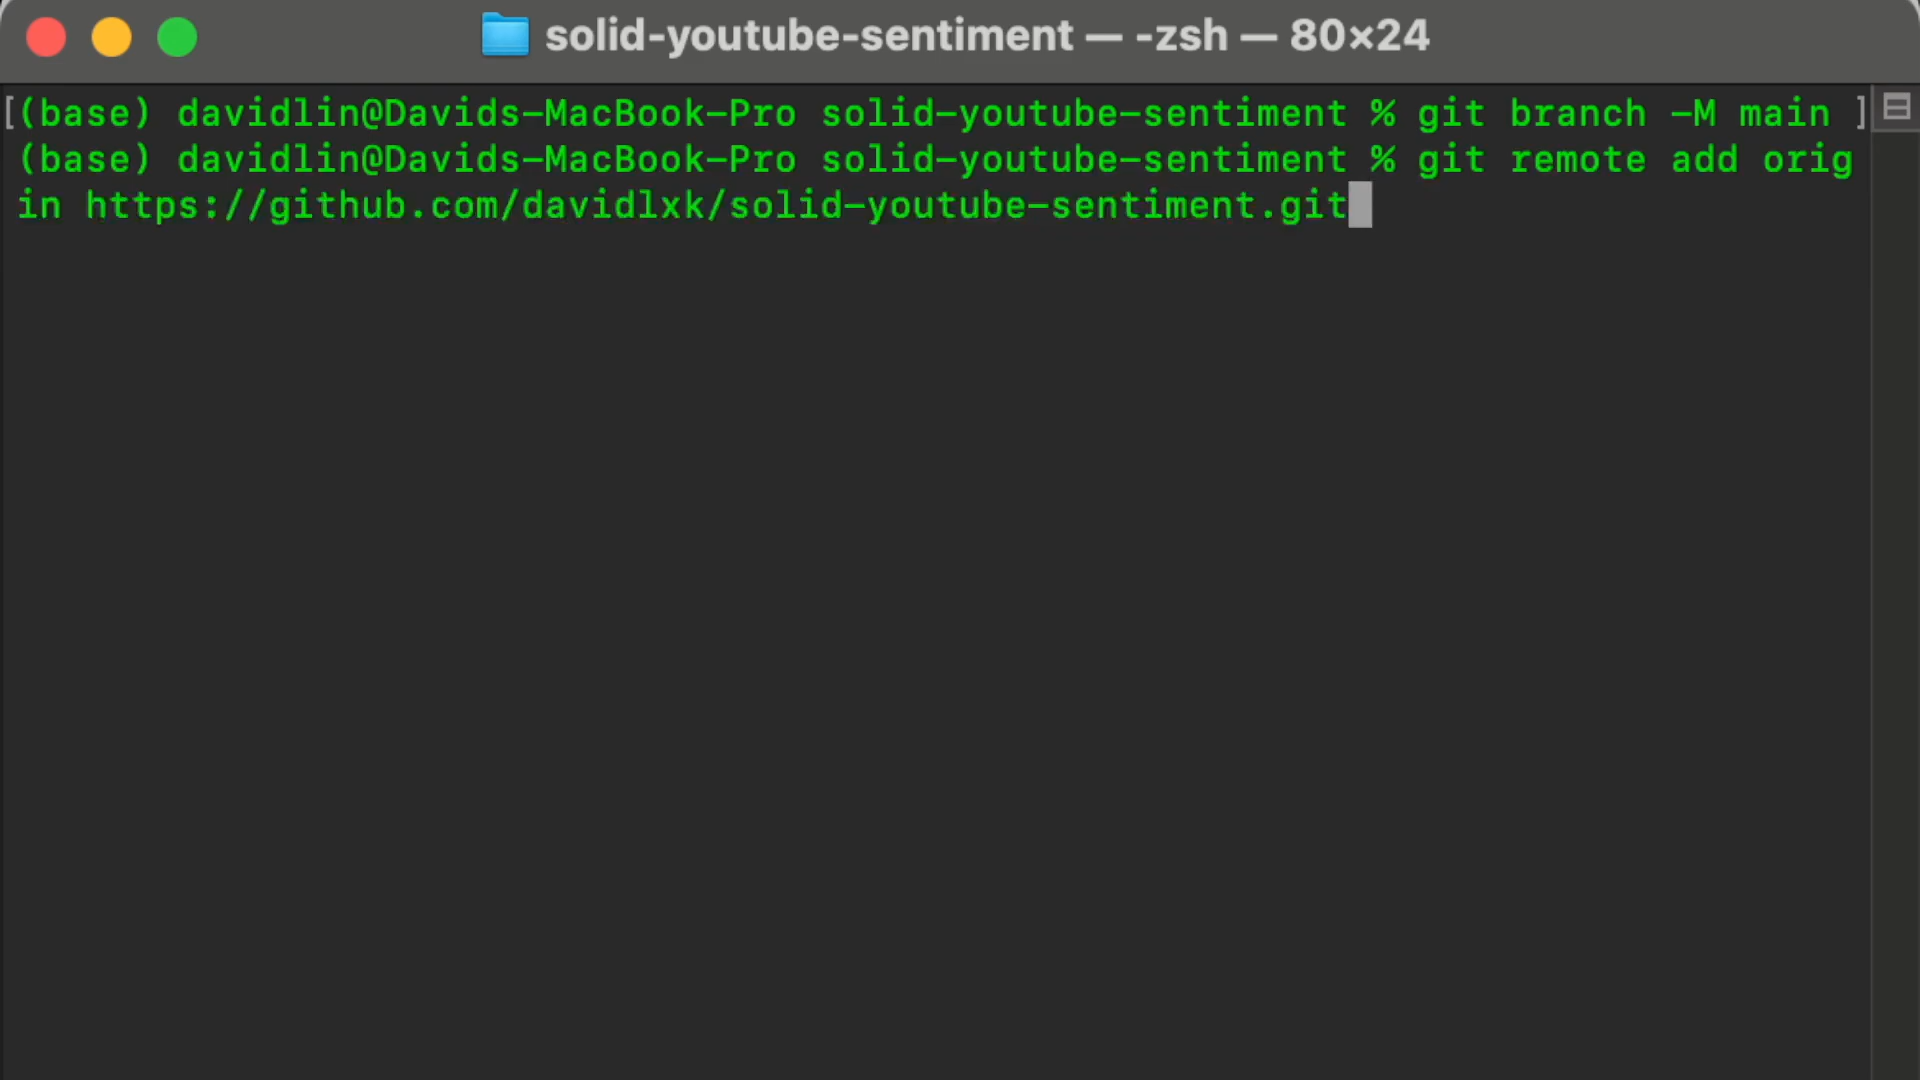 solid-youtube-sentiment — -zsh — 80×24
[(base) davidlin@Davids-MacBook-Pro solid-youtube-sentiment % git branch -M main ]
(base) davidlin@Davids-MacBook-Pro solid-youtube-sentiment % git remote add orig
in https://github.com/davidlxk/solid-youtube-sentiment.git